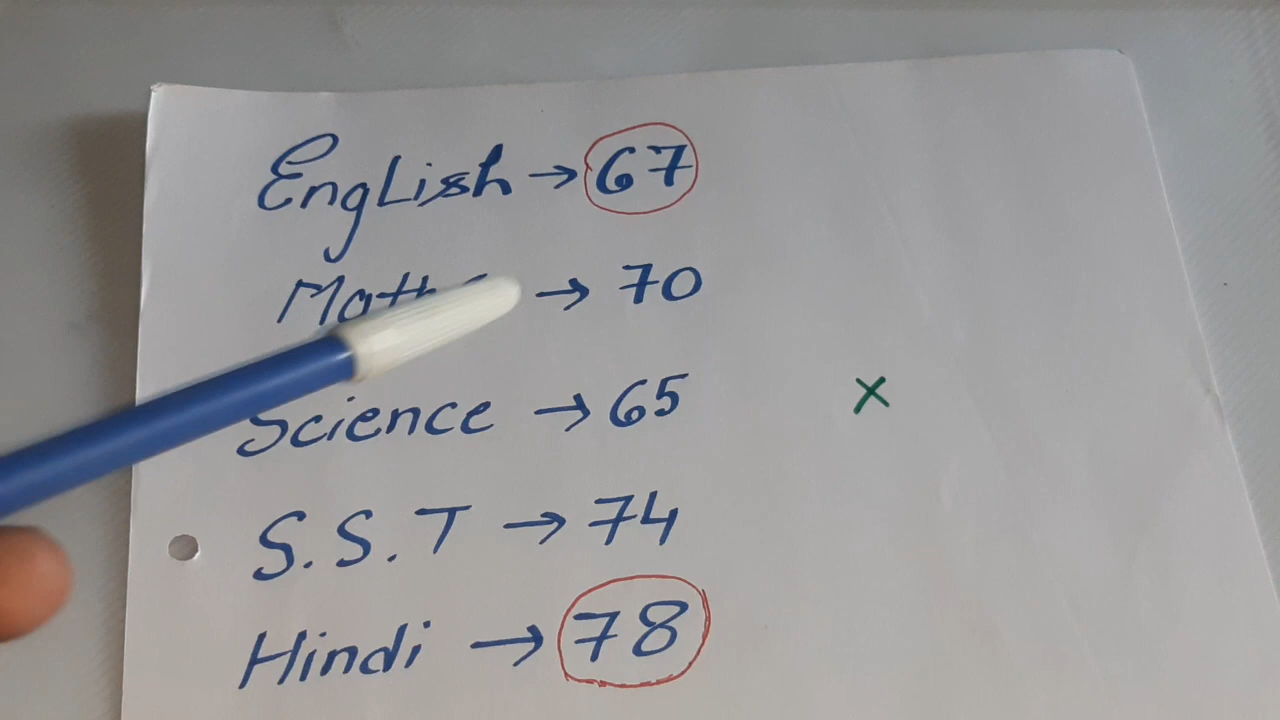 English → 67
→ 70
Science → 65 ×
S.S.T → 74
Hindi → 78